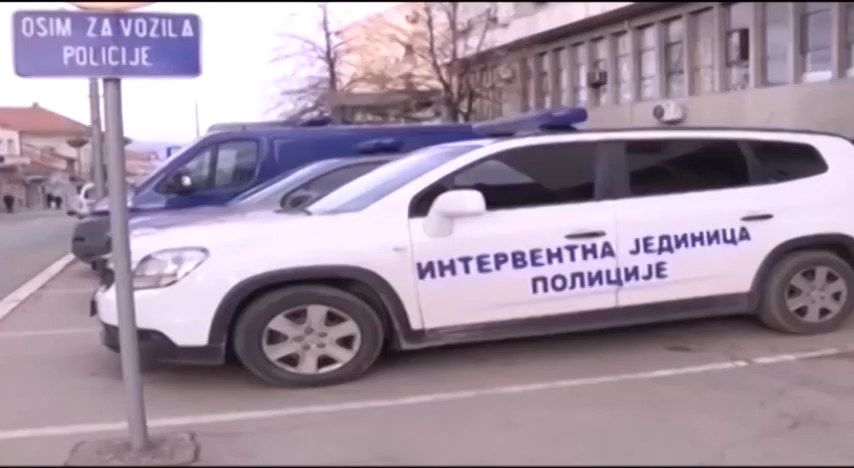 OSIM ZA VOZILA
POLICIJE
ИНТЕРВЕНТНА ЈЕДИНИЦА
ПОЛИЦИЈЕ